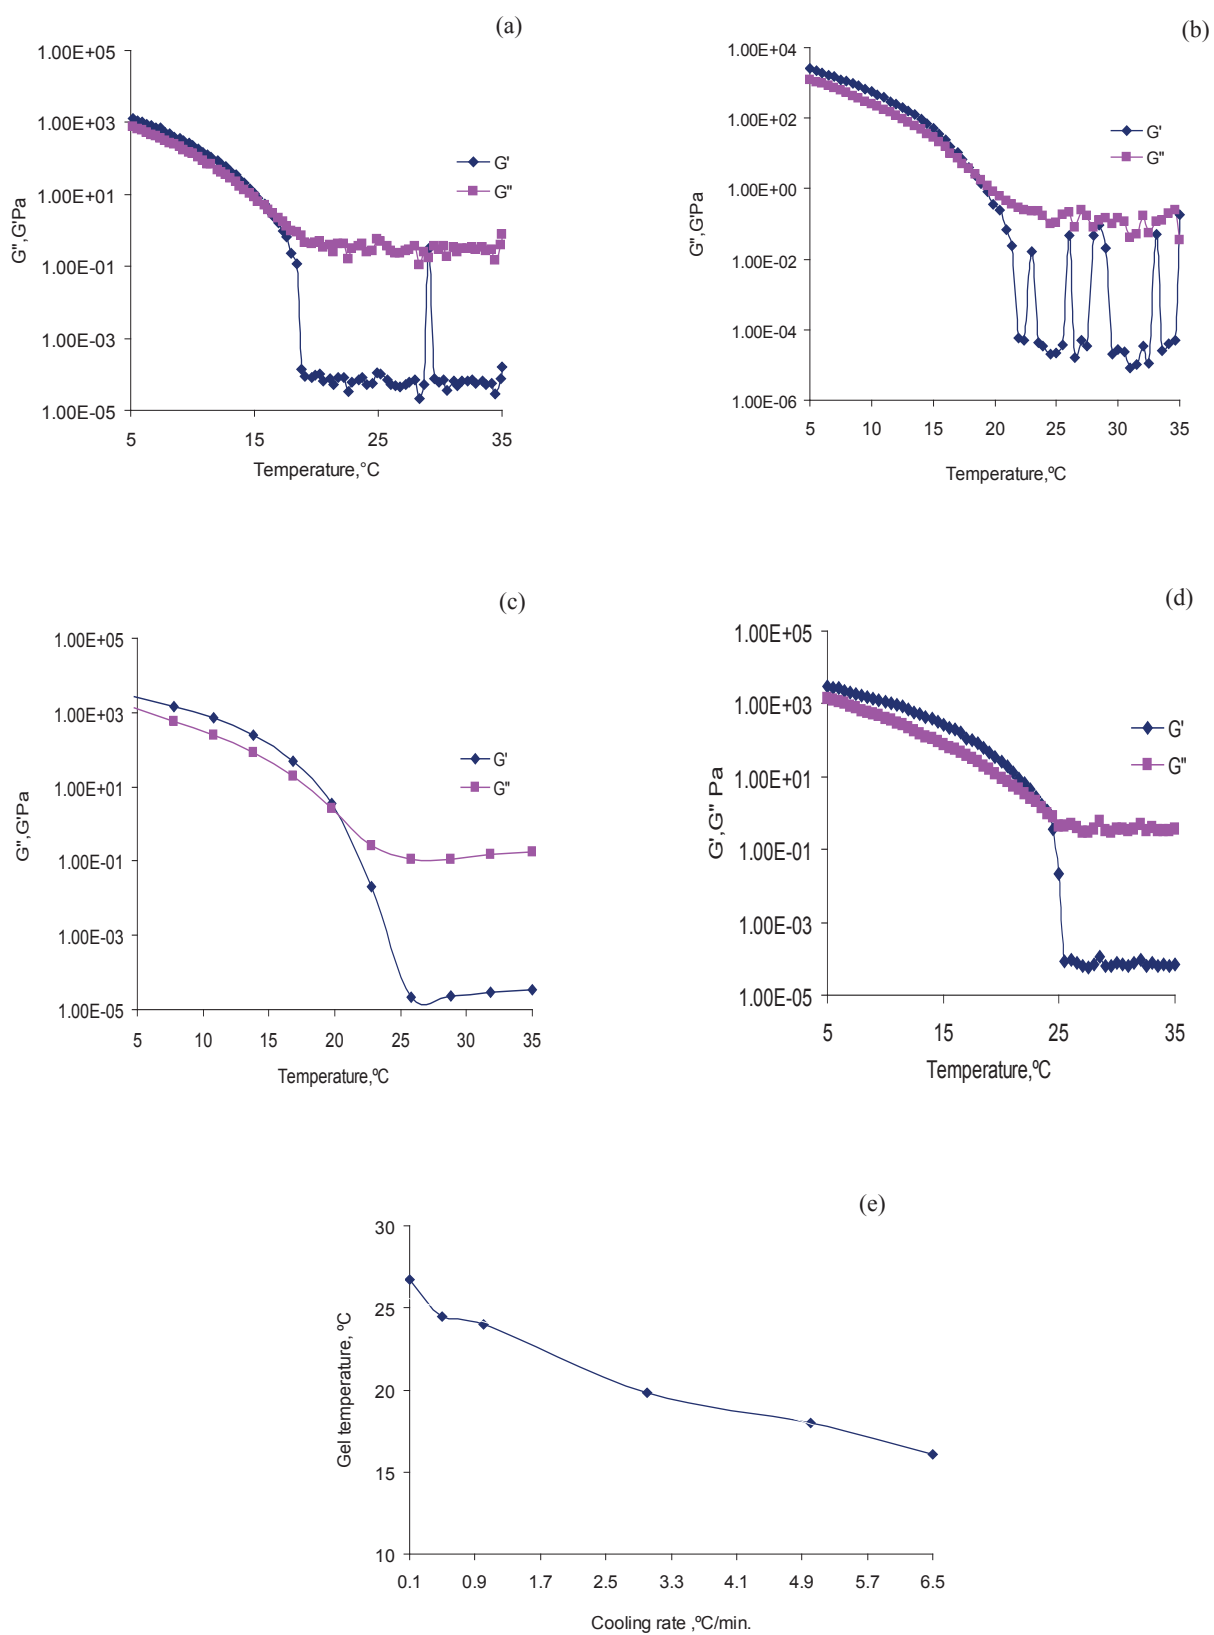 (a)
1.00E+05
1.00E+03
1.00E+01
1.00E-01
1.00E-03
1.00E-05
G",G'Pa
5 15 25 35
Temperature,°C
G'
G"
(b)
1.00E+04
1.00E+02
1.00E+00
1.00E-02
1.00E-04
1.00E-06
G",G'Pa
5 10 15 20 25 30 35
Temperature,ºC
G'
G"
(c)
1.00E+05
1.00E+03
1.00E+01
1.00E-01
1.00E-03
1.00E-05
G",G'Pa
5 10 15 20 25 30 35
Temperature,ºC
G'
G"
(d)
1.00E+05
1.00E+03
1.00E+01
1.00E-01
1.00E-03
1.00E-05
G',G" Pa
5 15 25 35
Temperature,ºC
G'
G"
(e)
30
25
20
15
10
Gel temperature, ºC
0.1 0.9 1.7 2.5 3.3 4.1 4.9 5.7 6.5
Cooling rate ,ºC/min.